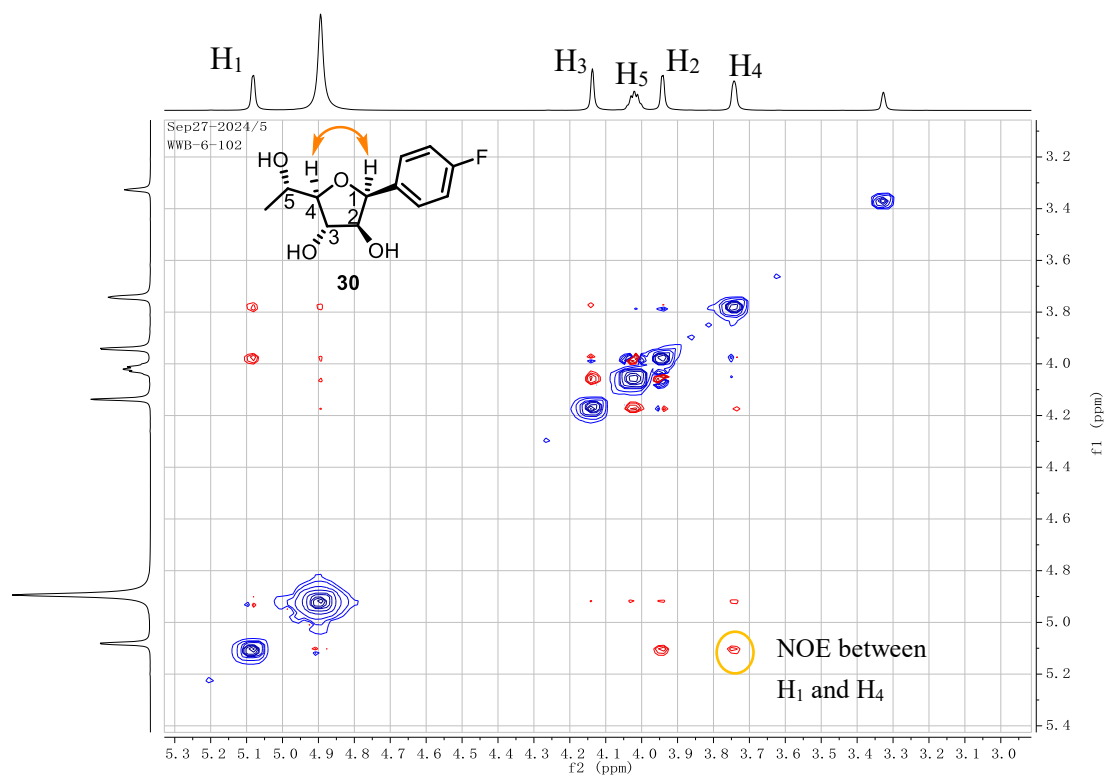 H₁
H₃
H₅
H₂
H₄
Sep27-2024/5
WWB-6-102
HO
H
H
F
O
5
1
4
2
3
HO
OH
30
3.2
3.4
3.6
3.8
4.0
4.2
4.4
4.6
4.8
5.0
5.2
5.4
f1 (ppm)
NOE between
H₁ and H₄
5.3 5.2 5.1 5.0 4.9 4.8 4.7 4.6 4.5 4.4 4.3 4.2 4.1 4.0 3.9 3.8 3.7 3.6 3.5 3.4 3.3 3.2 3.1 3.0
f2 (ppm)